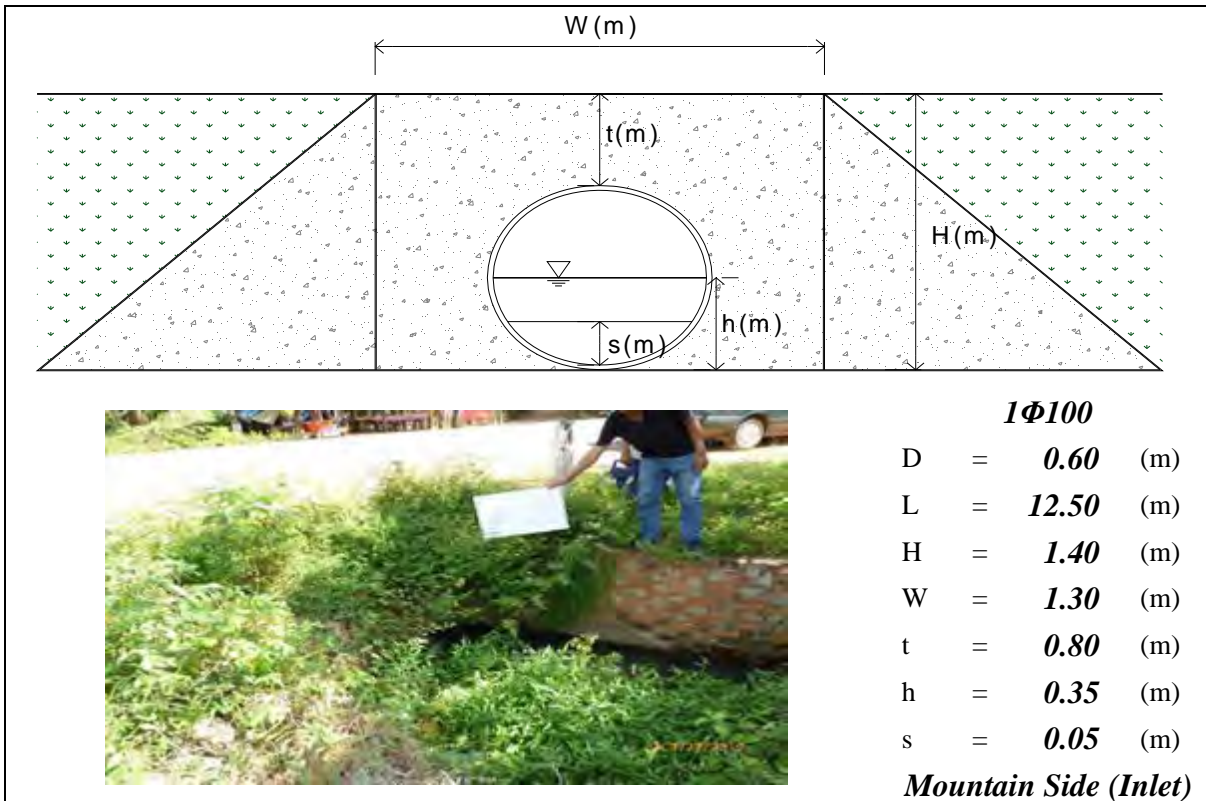 W(m)
t(m)
H(m)
h(m)
s(m)
1Φ100
D = 0.60 (m)
L = 12.50 (m)
H = 1.40 (m)
W = 1.30 (m)
t = 0.80 (m)
h = 0.35 (m)
s = 0.05 (m)
Mountain Side (Inlet)